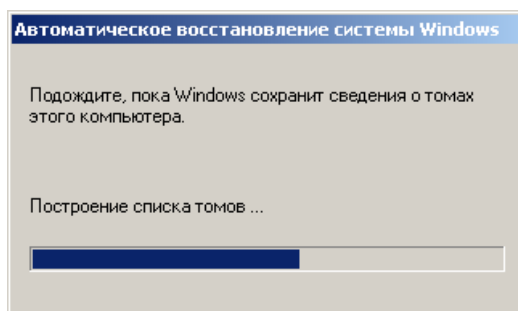 Автоматическое восстановление системы Windows
Подождите, пока Windows сохранит сведения о томах
этого компьютера.
Построение списка томов ...